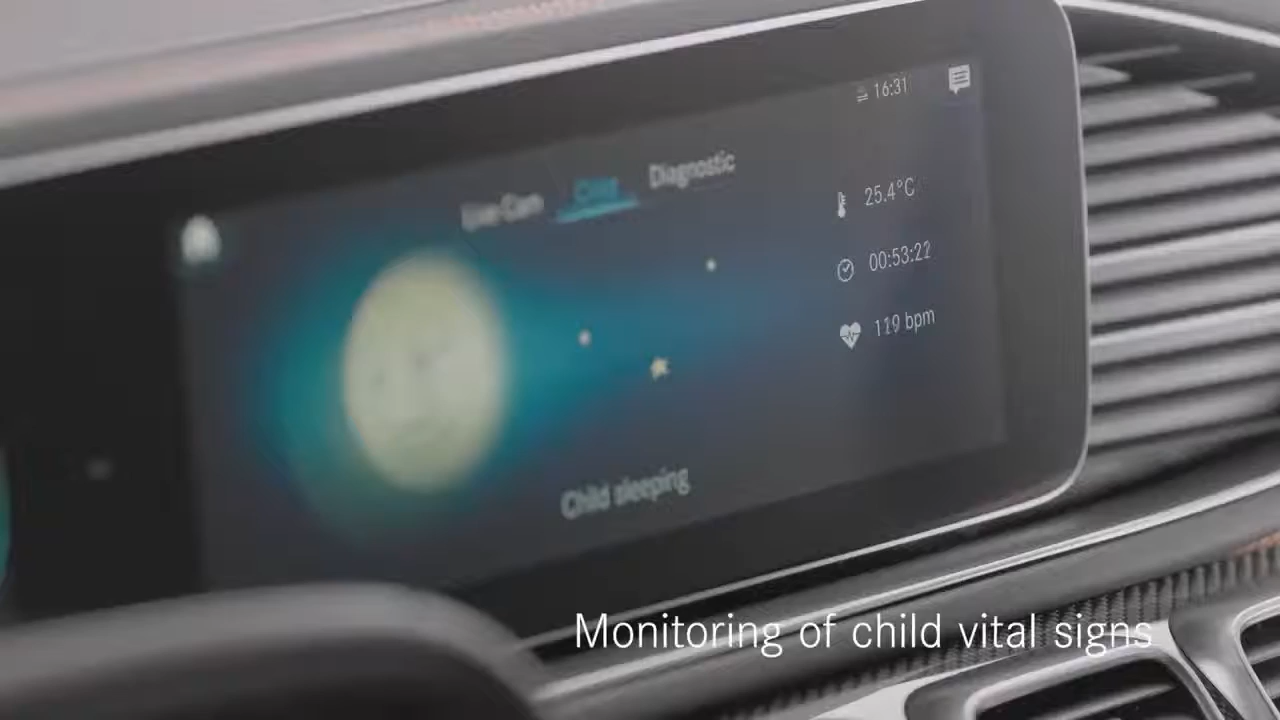 16:31
Live Cam Child Diagnostic
25.4°C
00:53:22
119 bpm
Child sleeping
Monitoring of child vital signs